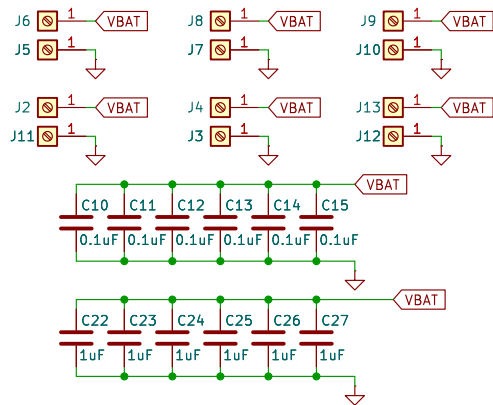 J6 1 VBAT J8 1 VBAT J9 1 VBAT
J5 1 J7 1 J10 1
J2 1 VBAT J4 1 VBAT J13 1 VBAT
J11 1 J3 1 J12 1
VBAT
C10 C11 C12 C13 C14 C15
0.1uF 0.1uF 0.1uF 0.1uF 0.1uF 0.1uF
VBAT
C22 C23 C24 C25 C26 C27
1uF 1uF 1uF 1uF 1uF 1uF